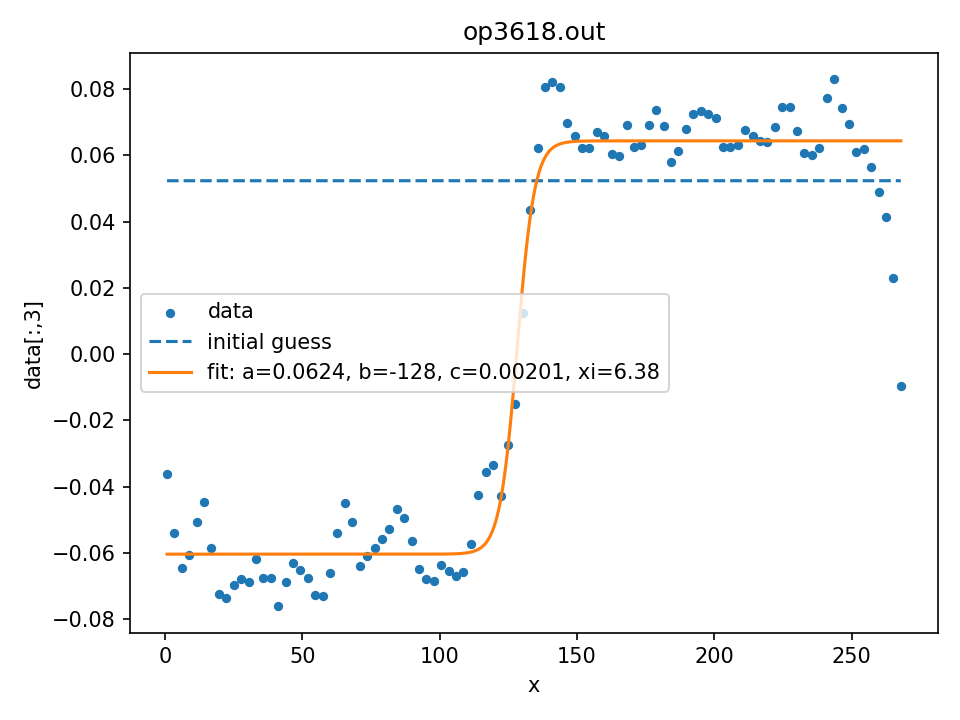 op3618.out
0.08
0.06
0.04
0.02
0.00
−0.02
−0.04
−0.06
−0.08
data[:,3]
data
initial guess
fit: a=0.0624, b=-128, c=0.00201, xi=6.38
0 50 100 150 200 250
x